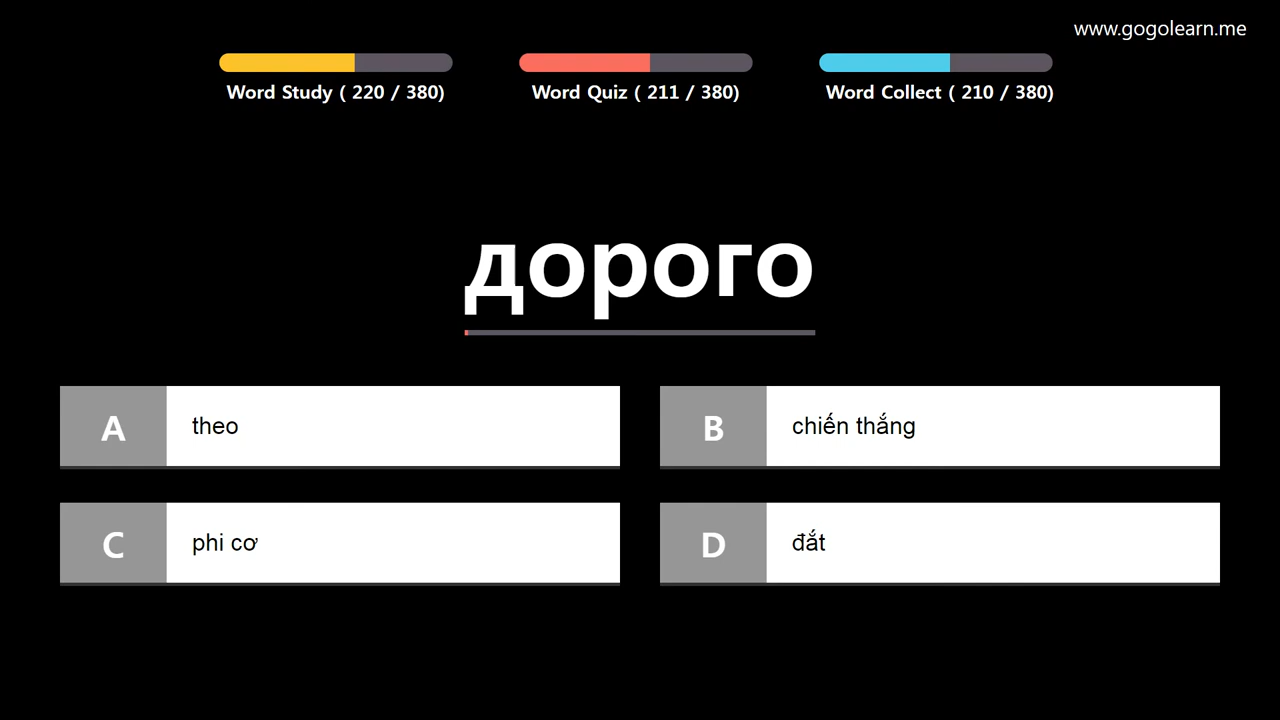 www.gogolearn.me
Word Study ( 220 / 380)
Word Quiz ( 211 / 380)
Word Collect ( 210 / 380)
дорого
A theo
B chiến thắng
C phi cơ
D đắt